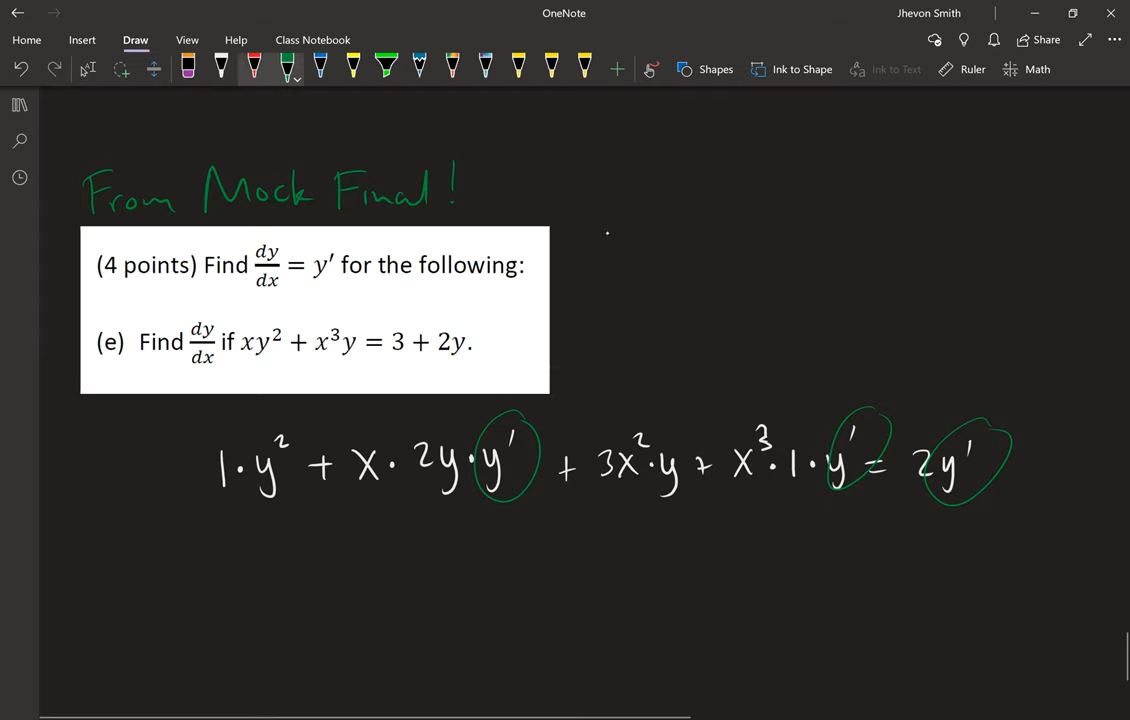 OneNote
Jhevon Smith
Home Insert Draw View Help Class Notebook
Share
Shapes Ink to Shape Ink to Text Ruler Math
From Mock Final!
(4 points) Find dy/dx = y′ for the following:
(e) Find dy/dx if xy² + x³y = 3 + 2y.
1·y² + x·2y·y′ + 3x²·y + x³·1·y′ = 2y′